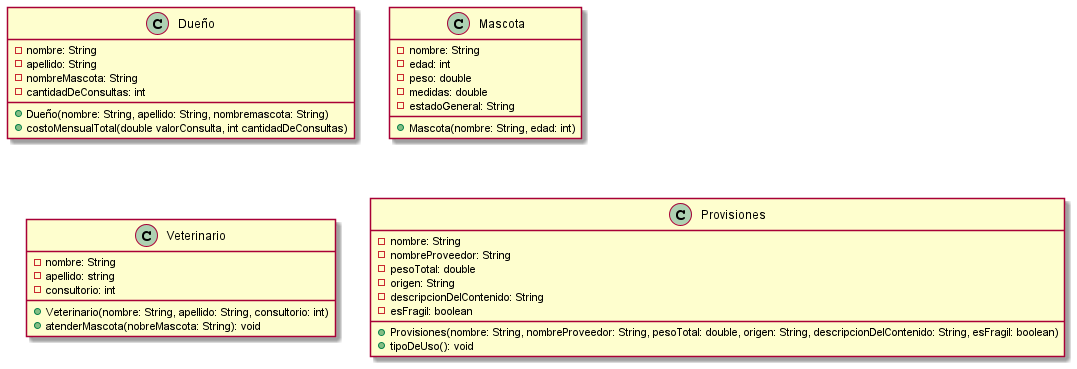 C Dueño
nombre: String
apellido: String
nombreMascota: String
cantidadDeConsultas: int
Dueño(nombre: String, apellido: String, nombremascota: String)
costoMensualTotal(double valorConsulta, int cantidadDeConsultas)
C Mascota
nombre: String
edad: int
peso: double
medidas: double
estadoGeneral: String
Mascota(nombre: String, edad: int)
C Veterinario
nombre: String
apellido: string
consultorio: int
Veterinario(nombre: String, apellido: String, consultorio: int)
atenderMascota(nobreMascota: String): void
C Provisiones
nombre: String
nombreProveedor: String
pesoTotal: double
origen: String
descripcionDelContenido: String
esFragil: boolean
Provisiones(nombre: String, nombreProveedor: String, pesoTotal: double, origen: String, descripcionDelContenido: String, esFragil: boolean)
tipoDeUso(): void